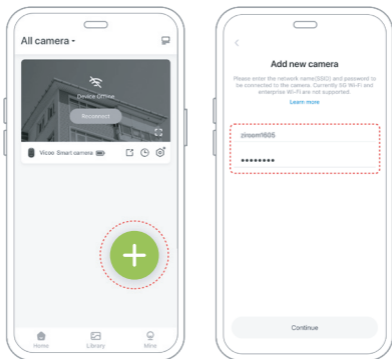 All camera
Device Offline
Reconnect
Vicoo Smart camera
Home
Library
Mine
Add new camera
Please enter the network name(SSID) and password to
be connected to the camera. Currently 5G Wi-Fi and
enterprise Wi-Fi are not supported.
Learn more
ziroom1605
••••••••
Continue